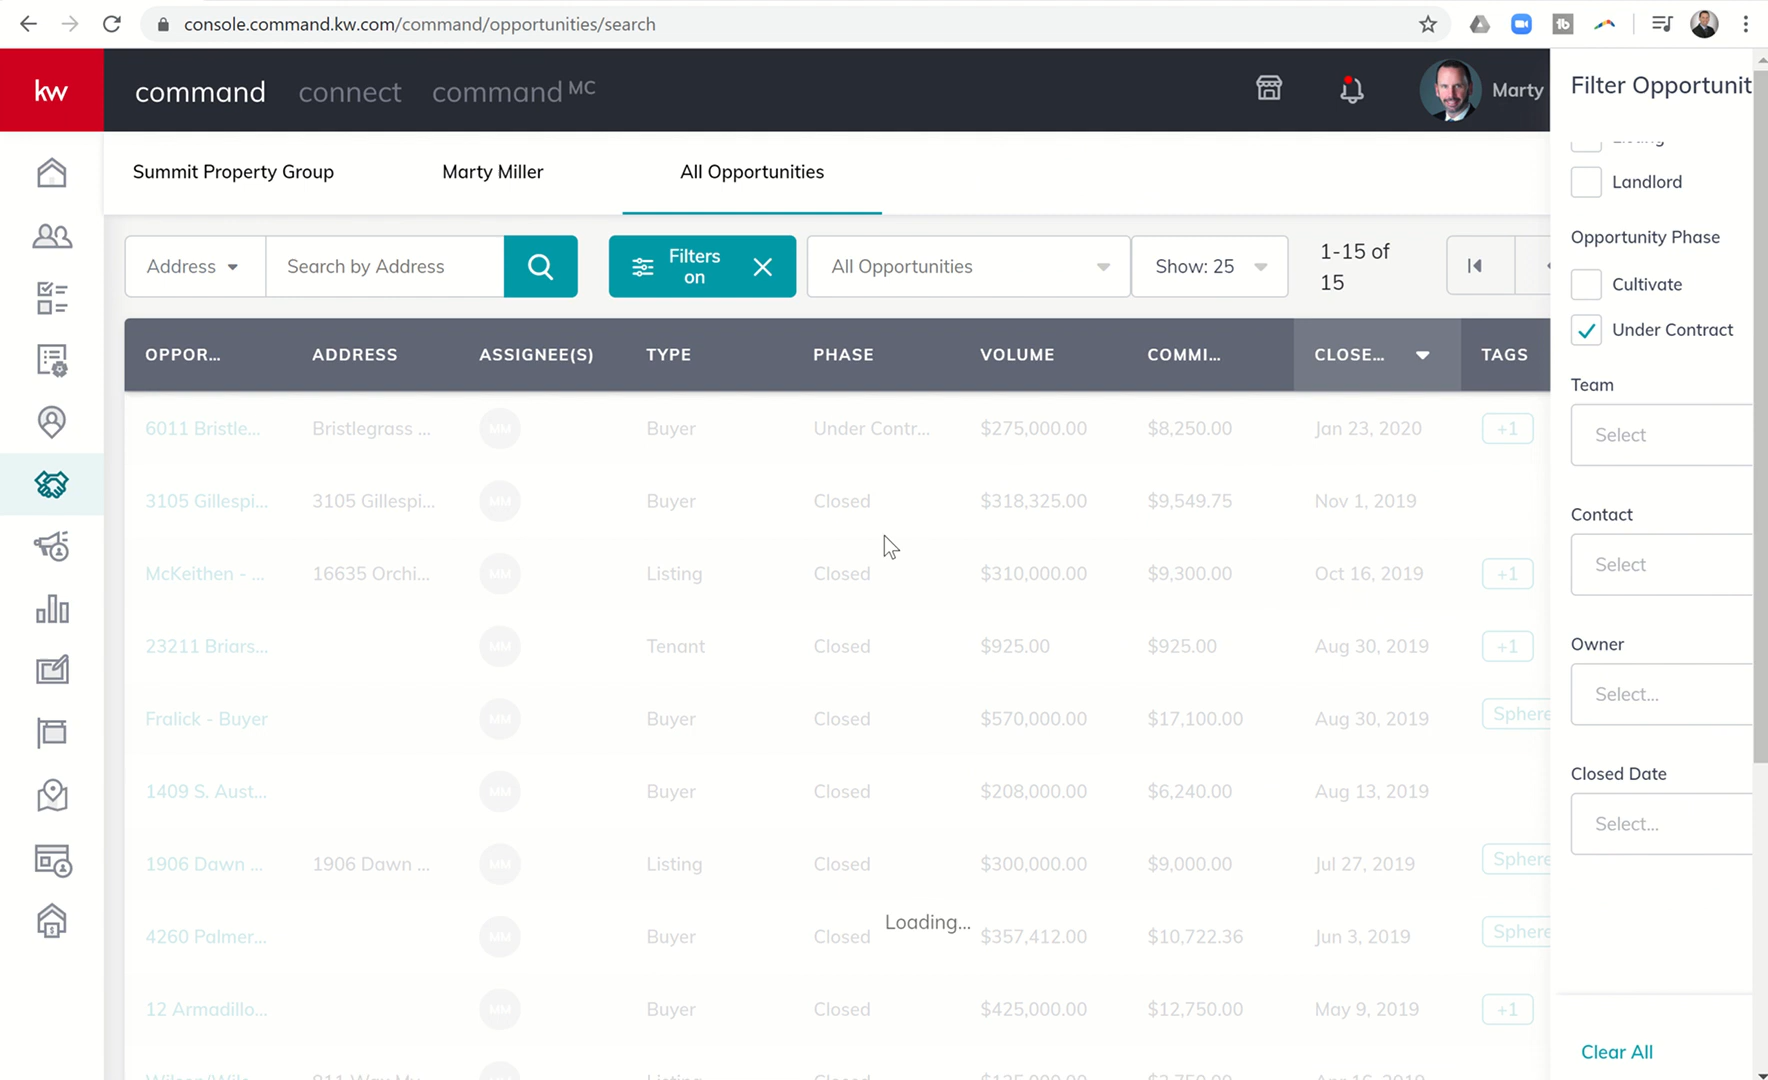 console.command.kw.com/command/opportunities/search
kw
command connect command MC
Marty
Filter Opportunit
Summit Property Group Marty Miller All Opportunities
Landlord
Opportunity Phase
Cultivate
Under Contract
Team
Select
Contact
Select
Owner
Select...
Closed Date
Select...
Clear All
Address Search by Address Filters on All Opportunities Show: 25 1-15 of 15
OPPOR... ADDRESS ASSIGNEE(S) TYPE PHASE VOLUME COMMI... CLOSE... TAGS
6011 Bristle... Bristlegrass ... MM Buyer Under Contr... $275,000.00 $8,250.00 Jan 23, 2020 +1
3105 Gillespi... 3105 Gillespi... MM Buyer Closed $318,325.00 $9,549.75 Nov 1, 2019
McKeithen - ... 16635 Orchi... MM Listing Closed $310,000.00 $9,300.00 Oct 16, 2019 +1
23211 Briars... MM Tenant Closed $925.00 $925.00 Aug 30, 2019 +1
Fralick - Buyer MM Buyer Closed $570,000.00 $17,100.00 Aug 30, 2019 Sphere
1409 S. Aust... MM Buyer Closed $208,000.00 $6,240.00 Aug 13, 2019
1906 Dawn ... 1906 Dawn ... MM Listing Closed $300,000.00 $9,000.00 Jul 27, 2019 Sphere
Loading...
4260 Palmer... MM Buyer Closed $357,412.00 $10,722.36 Jun 3, 2019 Sphere
12 Armadillo... MM Buyer Closed $425,000.00 $12,750.00 May 9, 2019 +1